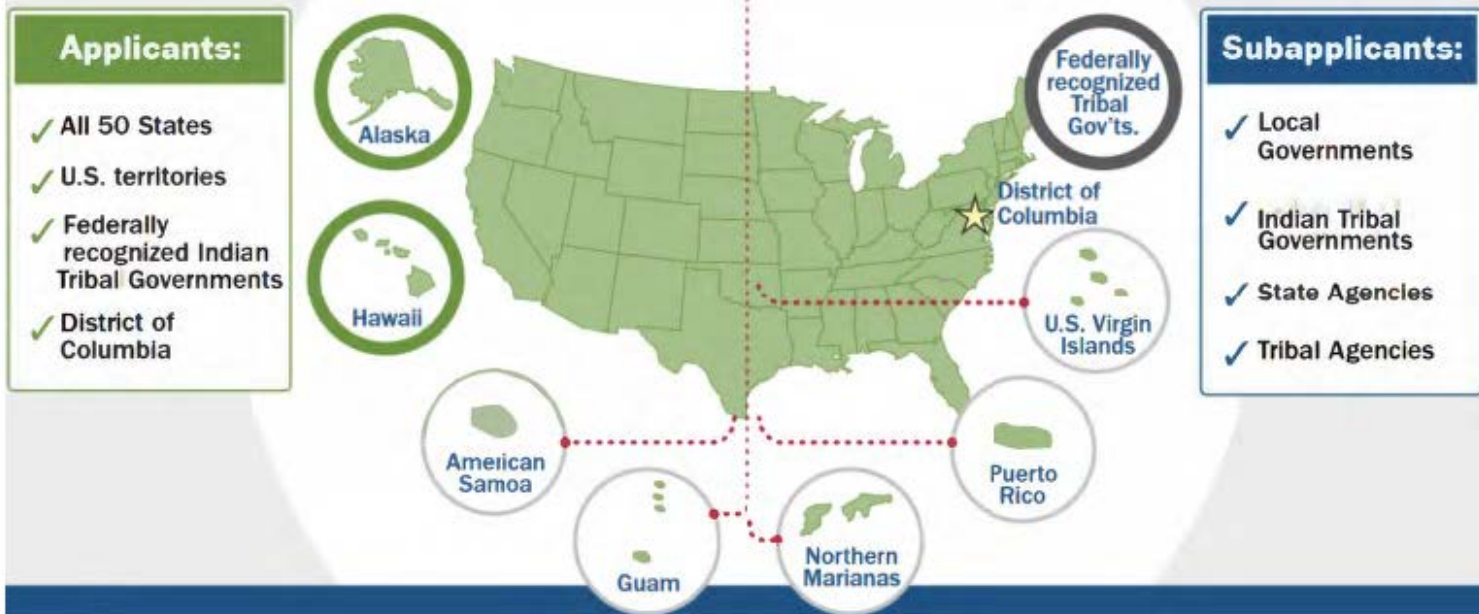 Applicants:
✓ All 50 States
✓ U.S. territories
✓ Federally
recognized Indian
Tribal Governments
✓ District of
Columbia
Alaska
Hawaii
Federally
recognized
Tribal
Gov'ts.
District of
Columbia
U.S. Virgin
Islands
Puerto
Rico
American
Samoa
Guam
Northern
Marianas
Subapplicants:
✓ Local
Governments
✓ Indian Tribal
Governments
✓ State Agencies
✓ Tribal Agencies